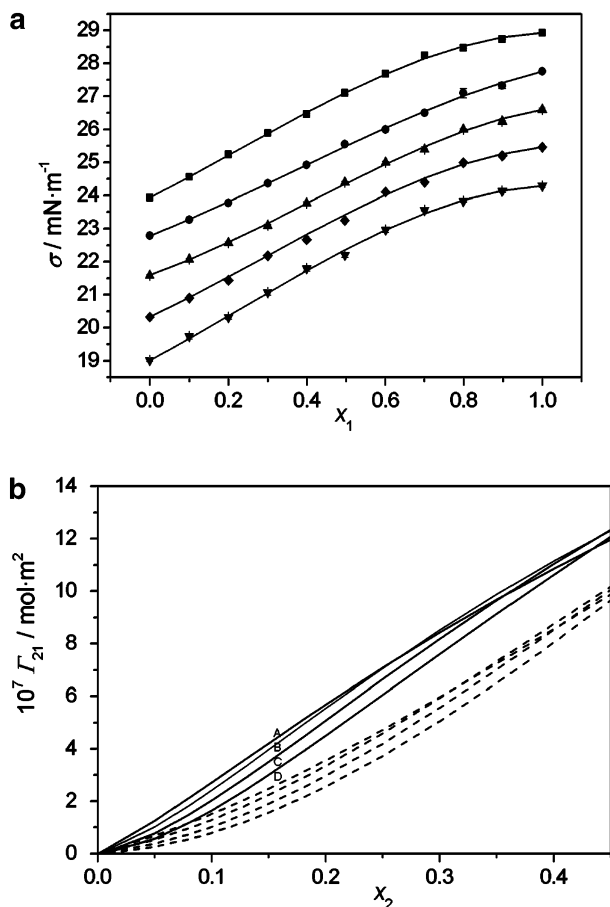 a
29
28
27
26
25
24
23
22
21
20
19
σ / mN·m⁻¹
0.0 0.2 0.4 0.6 0.8 1.0
x₁
b
14
12
10
8
6
4
2
0
10⁷ Γ₂₁ / mol·m²
A
B
C
D
0.0 0.1 0.2 0.3 0.4
x₂